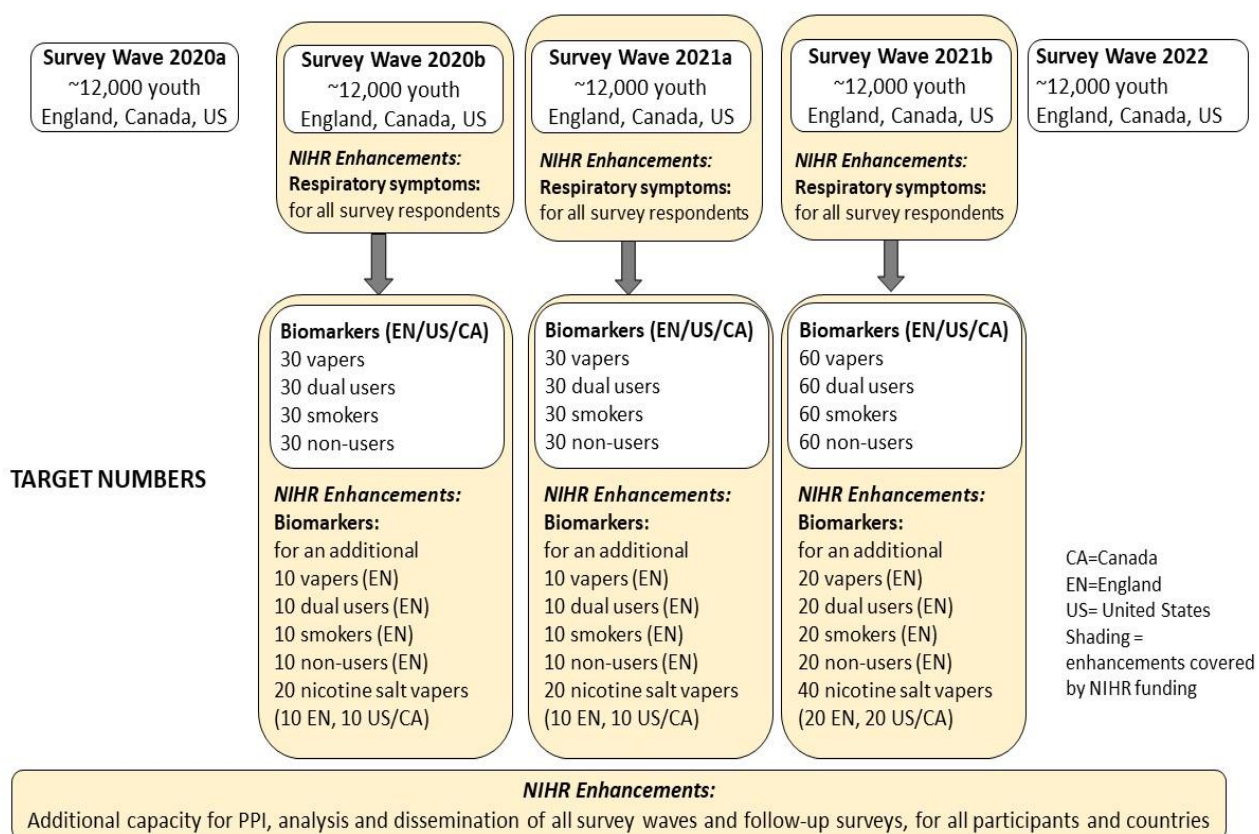 Survey Wave 2020a
~12,000 youth
England, Canada, US
Survey Wave 2020b
~12,000 youth
England, Canada, US
NIHR Enhancements:
Respiratory symptoms:
for all survey respondents
Survey Wave 2021a
~12,000 youth
England, Canada, US
NIHR Enhancements:
Respiratory symptoms:
for all survey respondents
Survey Wave 2021b
~12,000 youth
England, Canada, US
NIHR Enhancements:
Respiratory symptoms:
for all survey respondents
Survey Wave 2022
~12,000 youth
England, Canada, US
TARGET NUMBERS
Biomarkers (EN/US/CA)
30 vapers
30 dual users
30 smokers
30 non-users
NIHR Enhancements:
Biomarkers:
for an additional
10 vapers (EN)
10 dual users (EN)
10 smokers (EN)
10 non-users (EN)
20 nicotine salt vapers
(10 EN, 10 US/CA)
Biomarkers (EN/US/CA)
30 vapers
30 dual users
30 smokers
30 non-users
NIHR Enhancements:
Biomarkers:
for an additional
10 vapers (EN)
10 dual users (EN)
10 smokers (EN)
10 non-users (EN)
20 nicotine salt vapers
(10 EN, 10 US/CA)
Biomarkers (EN/US/CA)
60 vapers
60 dual users
60 smokers
60 non-users
NIHR Enhancements:
Biomarkers:
for an additional
20 vapers (EN)
20 dual users (EN)
20 smokers (EN)
20 non-users (EN)
40 nicotine salt vapers
(20 EN, 20 US/CA)
CA=Canada
EN=England
US= United States
Shading =
enhancements covered
by NIHR funding
NIHR Enhancements:
Additional capacity for PPI, analysis and dissemination of all survey waves and follow-up surveys, for all participants and countries